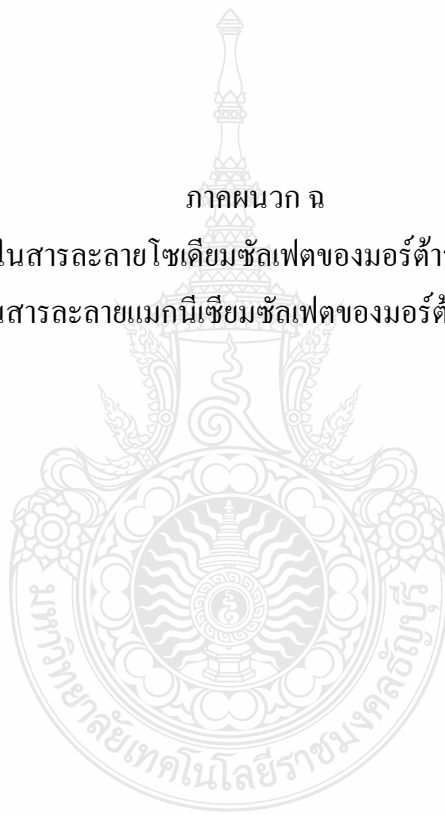 ภาคผนวก ฉ
ในสารละลายโซเดียมซัลเฟตของมอร์ต้า
สารละลายแมกนีเซียมซัลเฟตของมอร์ต้
มหาวิทยาลัยเทคโนโลยีราชมงคลธัญบุรี